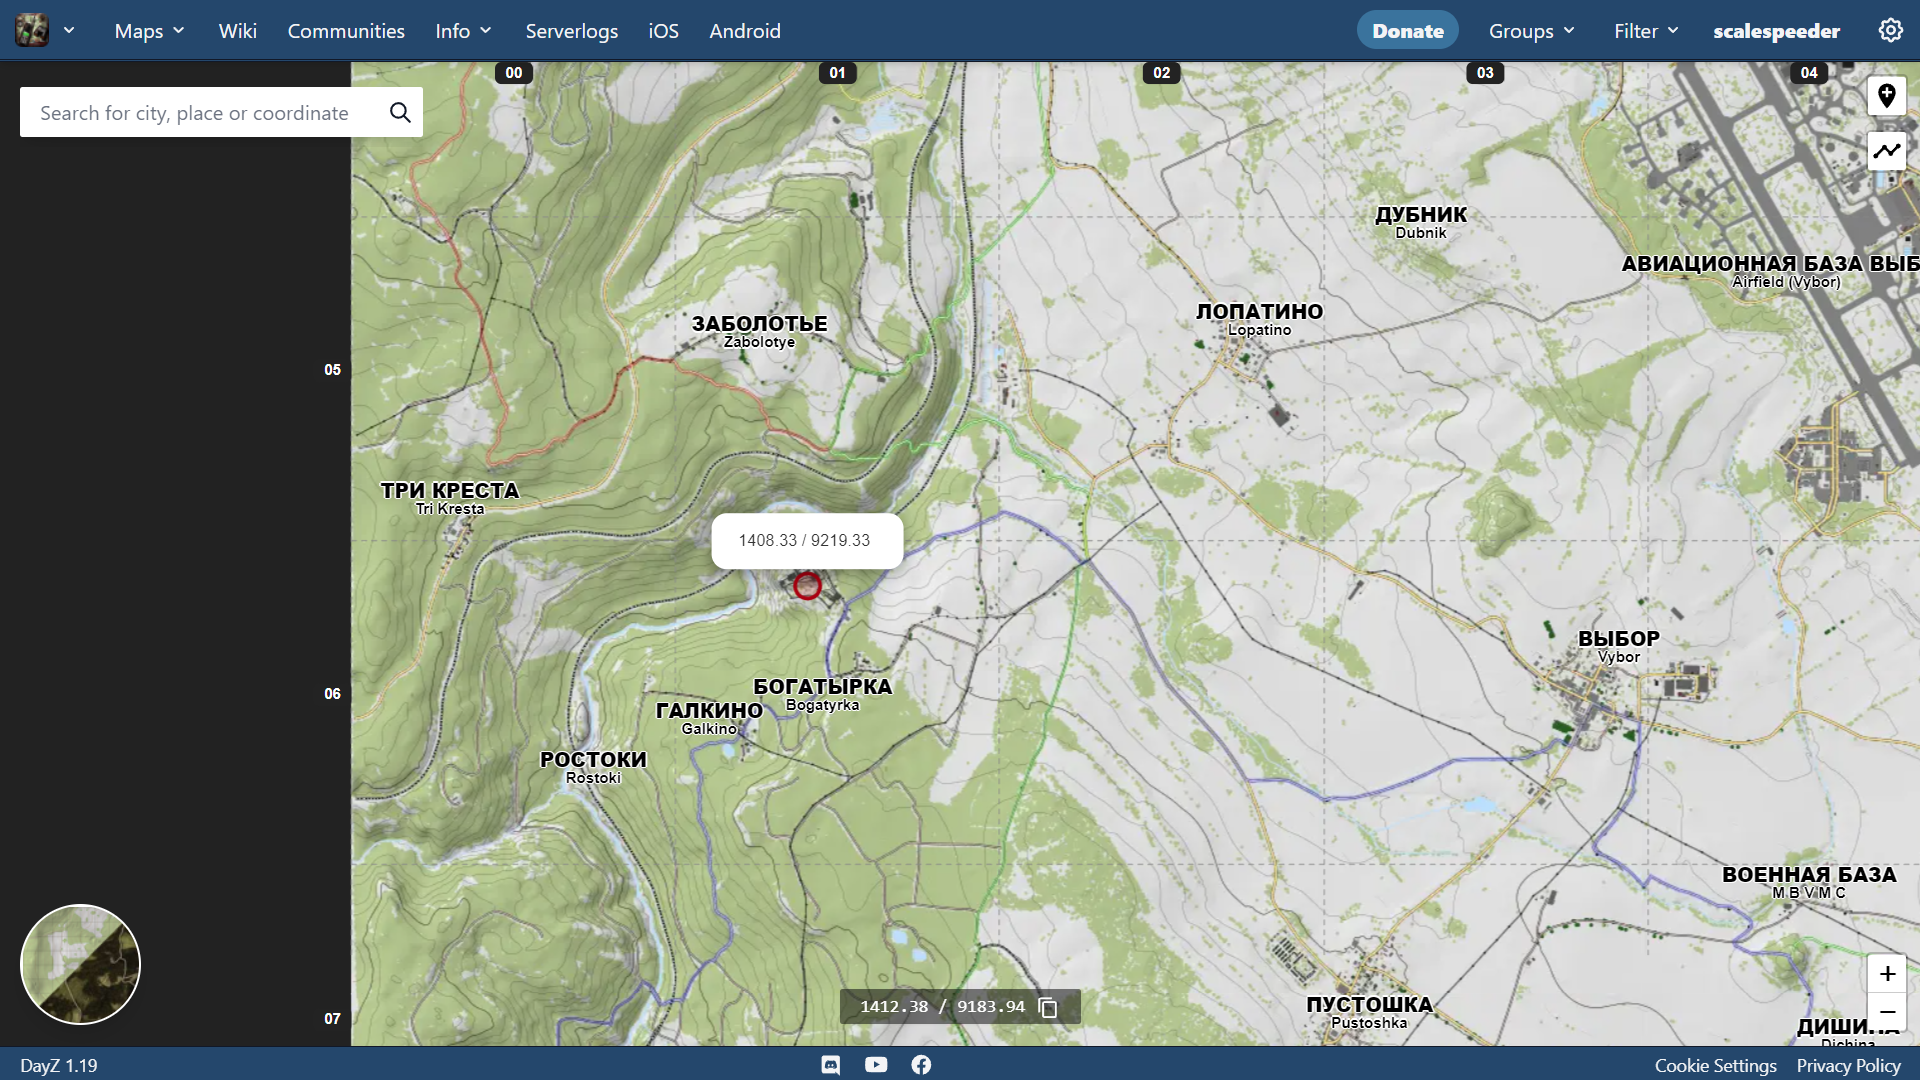 Maps
Wiki
Communities
Info
Serverlogs
iOS
Android
Donate
Groups
Filter
scalespeeder
00
01
02
03
04
Search for city, place or coordinate
ДУБНИК
Dubnik
АВИАЦИОННАЯ БАЗА ВЫБ
Airfield (Vybor)
ЛОПАТИНО
Lopatino
ЗАБОЛОТЬЕ
Zabolotye
05
ТРИ КРЕСТА
Tri Kresta
1408.33 / 9219.33
ВЫБОР
Vybor
06
БОГАТЫРКА
Bogatyrka
ГАЛКИНО
Galkino
РОСТОКИ
Rostoki
ВОЕННАЯ БАЗА
M B V M C
+
−
1412.38 / 9183.94
ПУСТОШКА
Pustoshka
07
ДИШИНА
Dichina
DayZ 1.19
Cookie Settings
Privacy Policy